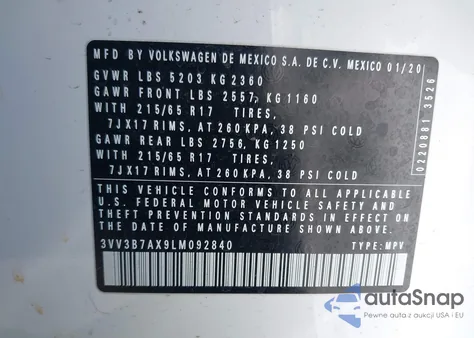 MFD BY VOLKSWAGEN DE MEXICO S.A. DE C.V. MEXICO 01/20
GVWR LBS 5203 KG 2360
GAWR FRONT LBS 2557, KG 1160
WITH 215/65 R17 TIRES,
7JX17 RIMS, AT 260 KPA, 38 PSI COLD
GAWR REAR LBS 2756, KG 1250
WITH 215/65 R17 TIRES,
7JX17 RIMS, AT 260 KPA, 38 PSI COLD
THIS VEHICLE CONFORMS TO ALL APPLICABLE
U.S. FEDERAL MOTOR VEHICLE SAFETY AND
THEFT PREVENTION STANDARDS IN EFFECT ON
THE DATE OF MANUFACTURE SHOWN ABOVE
3VV3B7AX9LM092840 TYPE: MPV
0220881 3526
autoSnap
Pewne auta z aukcji USA i EU